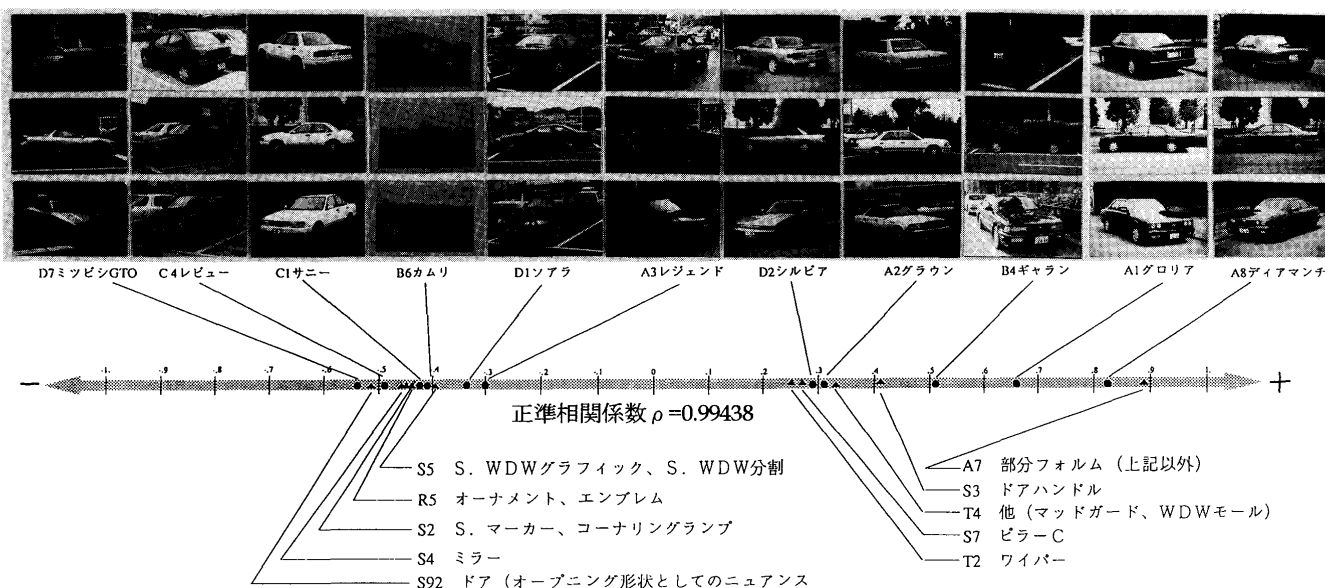 D7ミツビシGTO C4レビュー C1サニー B6カムリ D1ソアラ A3レジェンド D2シルビア A2グラウン B4ギャラン A1グロリア A8ディアマンテ
− -.9 -.8 -.7 -.6 -.5 -.4 -.3 -.2 -.1 0 .1 .2 .3 .4 .5 .6 .7 .8 .9 1. +
正準相関係数 ρ =0.99438
S5 S. WDWグラフィック、S. WDW分割
R5 オーナメント、エンブレム
S2 S. マーカー、コーナリングランプ
S4 ミラー
S92 ドア（オープニング形状としてのニュアンス
A7 部分フォルム（上記以外）
S3 ドアハンドル
T4 他（マッドガード、WDWモール）
S7 ピラーC
T2 ワイパー